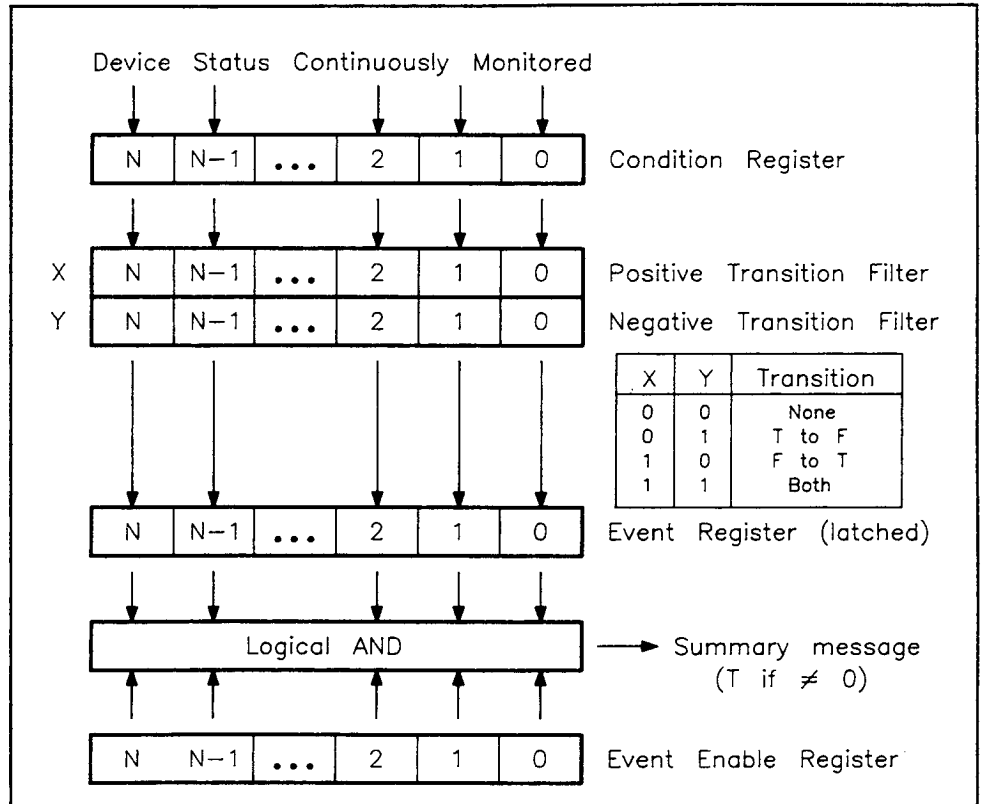 Device Status Continuously Monitored
N N-1 ... 2 1 0 Condition Register
X N N-1 ... 2 1 0 Positive Transition Filter
Y N N-1 ... 2 1 0 Negative Transition Filter
X Y Transition
0 0 None
0 1 T to F
1 0 F to T
1 1 Both
N N-1 ... 2 1 0 Event Register (latched)
Logical AND Summary message
(T if ≠ 0)
N N-1 ... 2 1 0 Event Enable Register